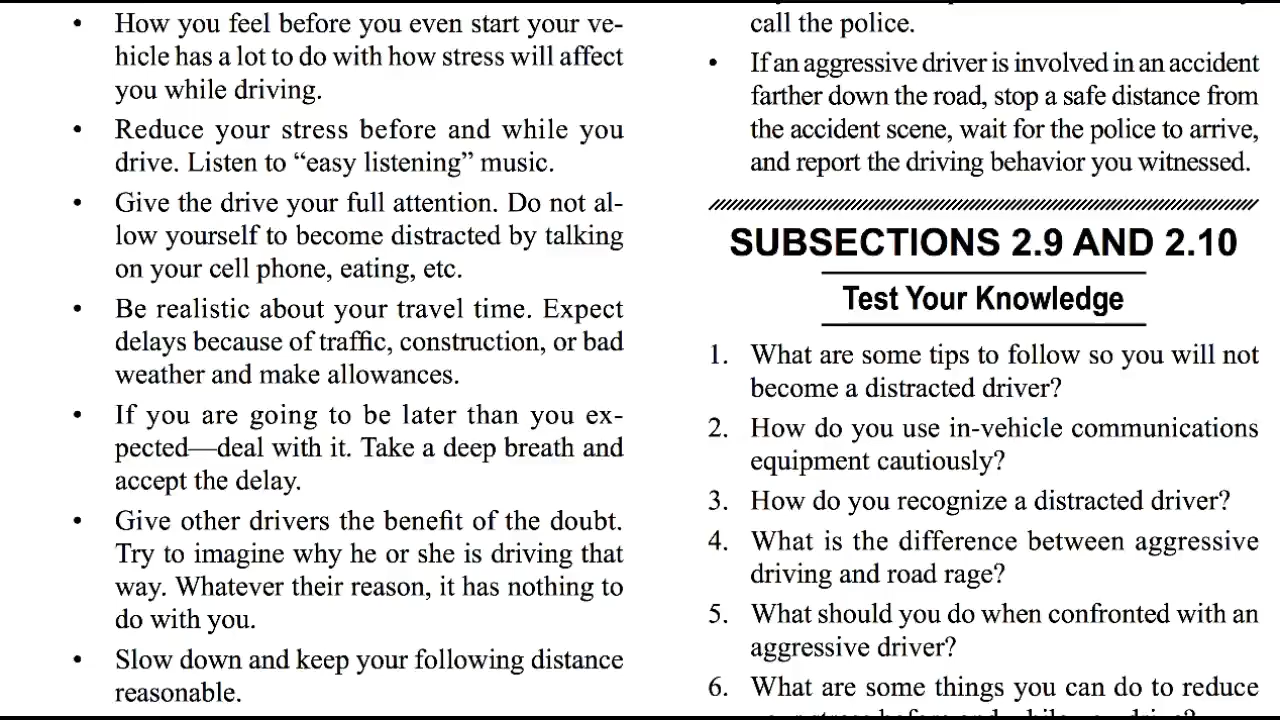 • How you feel before you even start your ve-
hicle has a lot to do with how stress will affect
you while driving.
• Reduce your stress before and while you
drive. Listen to “easy listening” music.
• Give the drive your full attention. Do not al-
low yourself to become distracted by talking
on your cell phone, eating, etc.
• Be realistic about your travel time. Expect
delays because of traffic, construction, or bad
weather and make allowances.
• If you are going to be later than you ex-
pected—deal with it. Take a deep breath and
accept the delay.
• Give other drivers the benefit of the doubt.
Try to imagine why he or she is driving that
way. Whatever their reason, it has nothing to
do with you.
• Slow down and keep your following distance
reasonable.
call the police.
• If an aggressive driver is involved in an accident
farther down the road, stop a safe distance from
the accident scene, wait for the police to arrive,
and report the driving behavior you witnessed.
SUBSECTIONS 2.9 AND 2.10
Test Your Knowledge
1. What are some tips to follow so you will not
become a distracted driver?
2. How do you use in-vehicle communications
equipment cautiously?
3. How do you recognize a distracted driver?
4. What is the difference between aggressive
driving and road rage?
5. What should you do when confronted with an
aggressive driver?
6. What are some things you can do to reduce